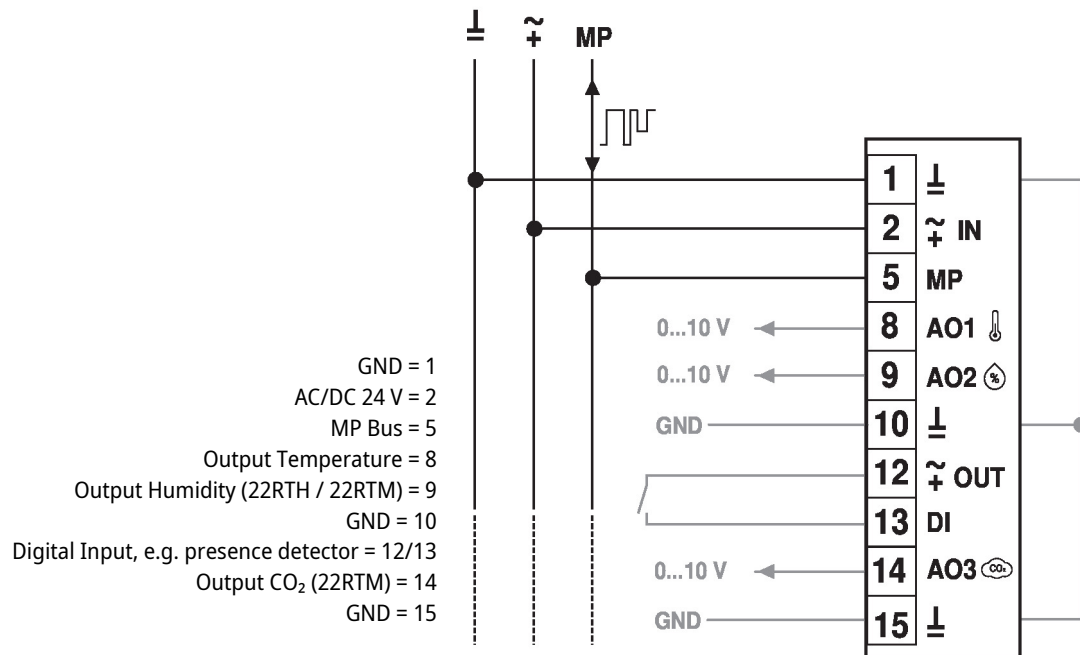 ⊥ ~+ MP
1 ⊥
2 ~+ IN
5 MP
0...10 V 8 AO1
0...10 V 9 AO2 %
GND 10 ⊥
12 ~+ OUT
13 DI
0...10 V 14 AO3 CO₂
GND 15 ⊥
GND = 1
AC/DC 24 V = 2
MP Bus = 5
Output Temperature = 8
Output Humidity (22RTH / 22RTM) = 9
GND = 10
Digital Input, e.g. presence detector = 12/13
Output CO₂ (22RTM) = 14
GND = 15